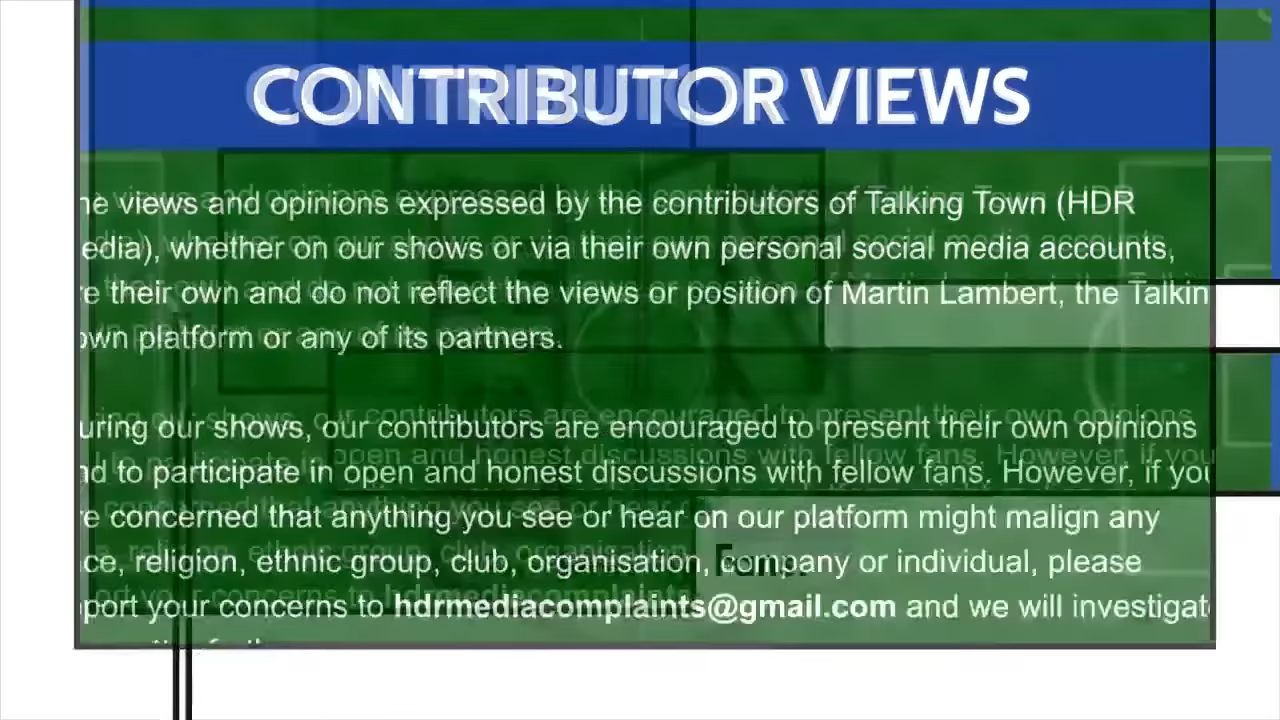 CONTRIBUTOR VIEWS
he views and opinions expressed by the contributors of Talking Town (HDR
edia), whether on our shows or via their own personal social media accounts,
re their own and do not reflect the views or position of Martin Lambert, the Talkin
own platform or any of its partners.
uring our shows, our contributors are encouraged to present their own opinions
nd to participate in open and honest discussions with fellow fans. However, if you
re concerned that anything you see or hear on our platform might malign any
ce, religion, ethnic group, club, organisation, company or individual, please
port your concerns to hdrmediacomplaints@gmail.com and we will investigat